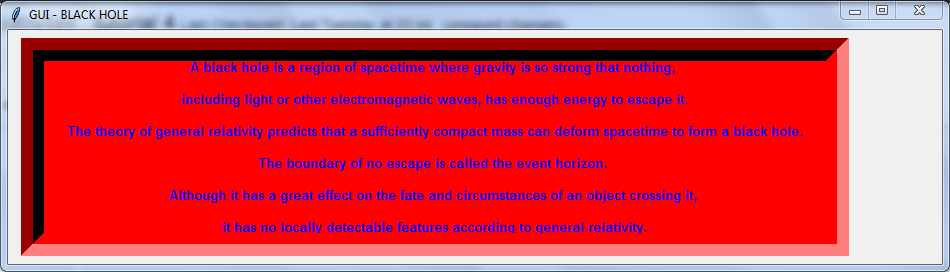 GUI - BLACK HOLE
A black hole is a region of spacetime where gravity is so strong that nothing,
including light or other electromagnetic waves, has enough energy to escape it.
The theory of general relativity predicts that a sufficiently compact mass can deform spacetime to form a black hole.
The boundary of no escape is called the event horizon.
Although it has a great effect on the fate and circumstances of an object crossing it,
it has no locally detectable features according to general relativity.